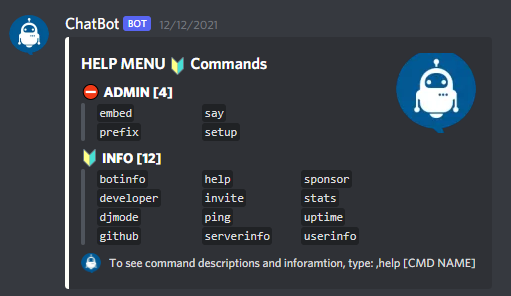 ChatBot BOT 12/12/2021
HELP MENU 🔰 Commands
⛔ ADMIN [4]
embed say
prefix setup
🔰 INFO [12]
botinfo help sponsor
developer invite stats
djmode ping uptime
github serverinfo userinfo
To see command descriptions and inforamtion, type: ,help [CMD NAME]